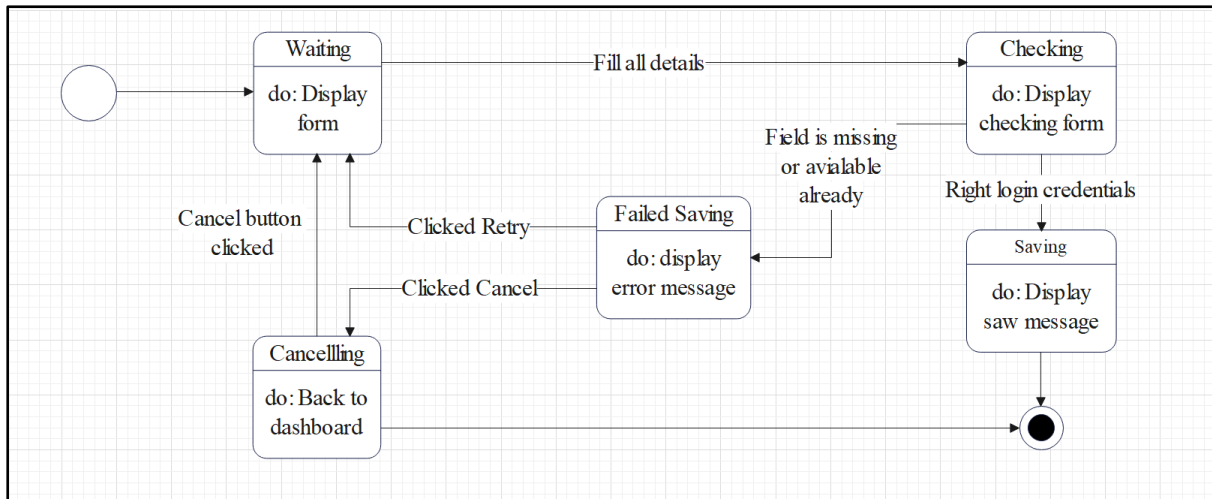 Waiting
do: Display
form
Fill all details
Checking
do: Display
checking form
Field is missing
or avialable
already
Right login credentials
Cancel button
clicked
Clicked Retry
Failed Saving
do: display
error message
Clicked Cancel
Saving
do: Display
saw message
Cancellling
do: Back to
dashboard